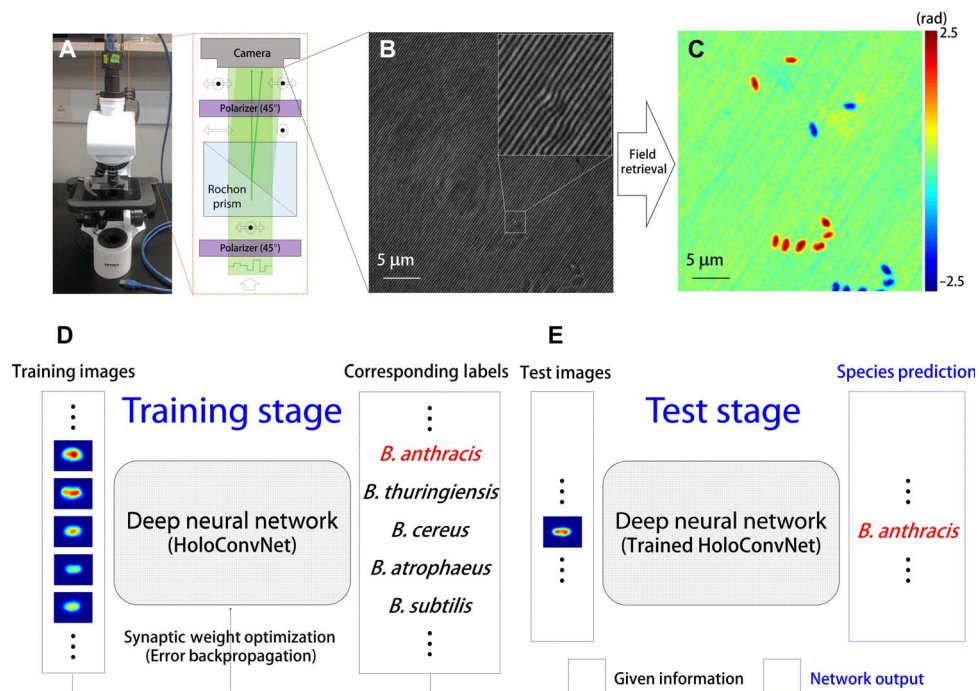 A
Camera
Polarizer (45°)
Rochon
prism
Polarizer (45°)
B
5 μm
Field
retrieval
C
(rad)
2.5
5 μm
−2.5
D
Training images
Training stage
Corresponding labels
Deep neural network
(HoloConvNet)
B. anthracis
B. thuringiensis
B. cereus
B. atrophaeus
B. subtilis
Synaptic weight optimization
(Error backpropagation)
E
Test images
Test stage
Species prediction
Deep neural network
(Trained HoloConvNet)
B. anthracis
Given information
Network output